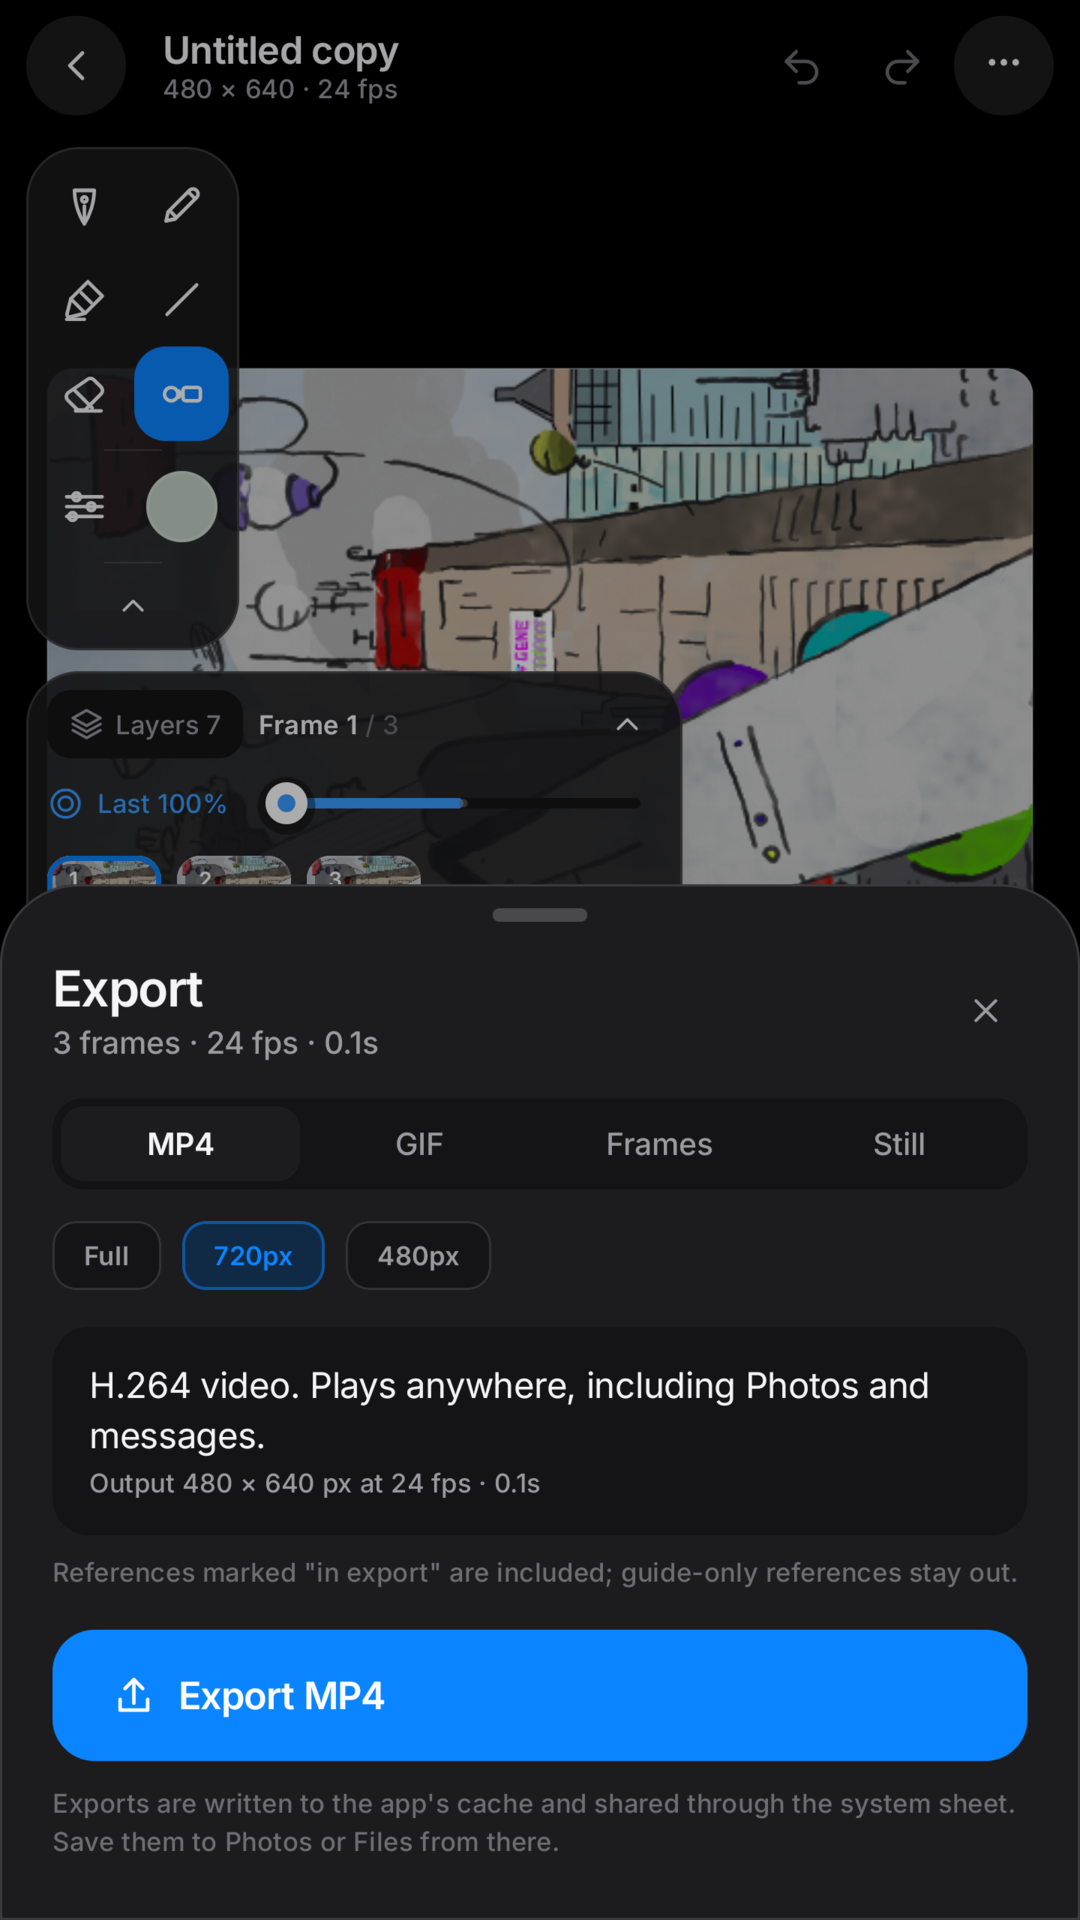 Untitled copy
480 × 640 · 24 fps
GENE
Layers 7
Frame 1 / 3
Last 100%
1
2
3
Export
3 frames · 24 fps · 0.1s
MP4
GIF
Frames
Still
Full
720px
480px
H.264 video. Plays anywhere, including Photos and
messages.
Output 480 × 640 px at 24 fps · 0.1s
References marked "in export" are included; guide-only references stay out.
Export MP4
Exports are written to the app's cache and shared through the system sheet.
Save them to Photos or Files from there.